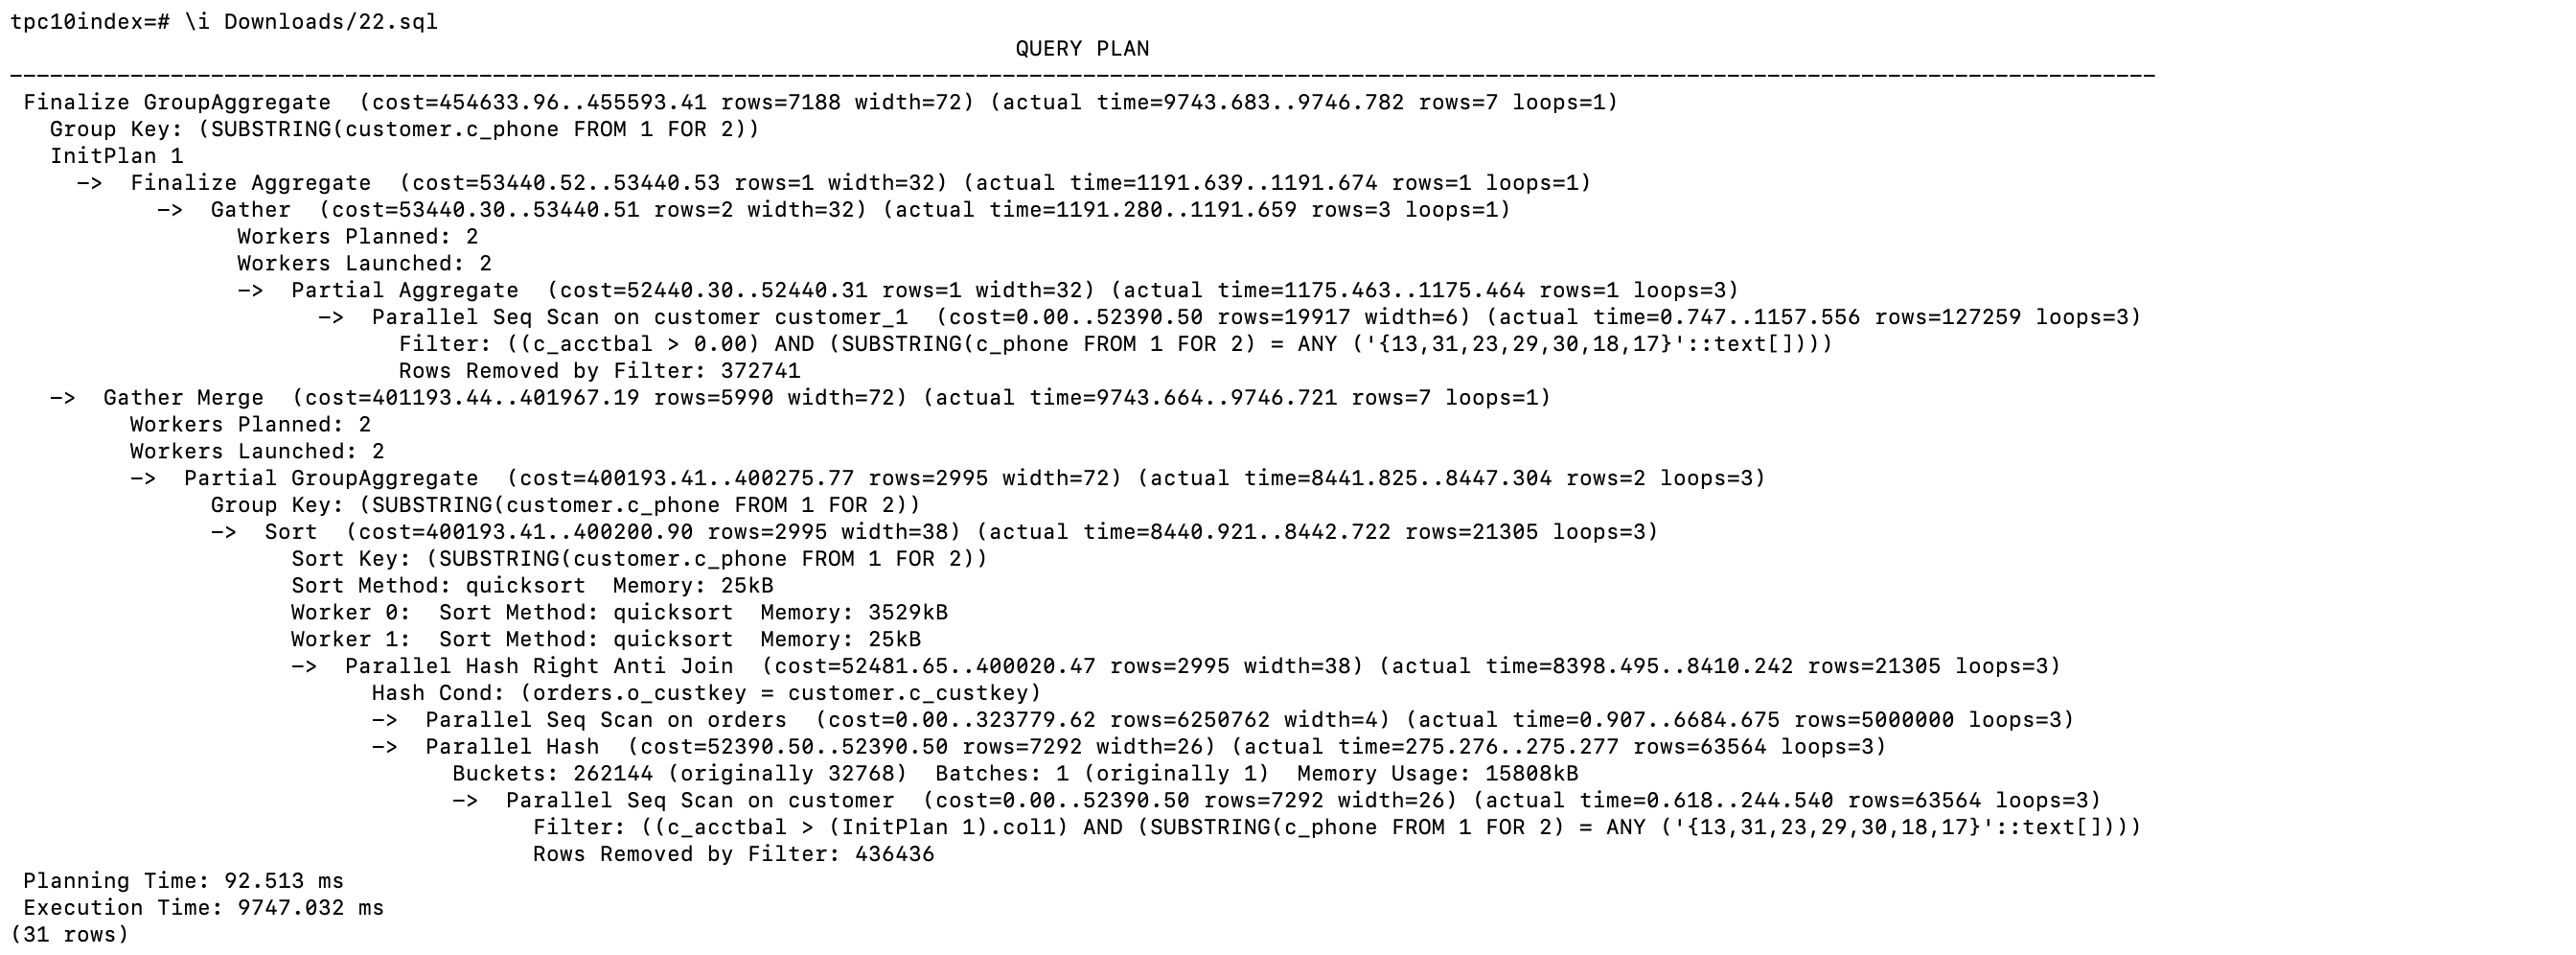 tpc10index=# \i Downloads/22.sql
QUERY PLAN
----------------------------------------------------------------------------------------------------------------------------------------------------------------
Finalize GroupAggregate  (cost=454633.96..455593.41 rows=7188 width=72) (actual time=9743.683..9746.782 rows=7 loops=1)
Group Key: (SUBSTRING(customer.c_phone FROM 1 FOR 2))
InitPlan 1
->  Finalize Aggregate  (cost=53440.52..53440.53 rows=1 width=32) (actual time=1191.639..1191.674 rows=1 loops=1)
->  Gather  (cost=53440.30..53440.51 rows=2 width=32) (actual time=1191.280..1191.659 rows=3 loops=1)
Workers Planned: 2
Workers Launched: 2
->  Partial Aggregate  (cost=52440.30..52440.31 rows=1 width=32) (actual time=1175.463..1175.464 rows=1 loops=3)
->  Parallel Seq Scan on customer customer_1  (cost=0.00..52390.50 rows=19917 width=6) (actual time=0.747..1157.556 rows=127259 loops=3)
Filter: ((c_acctbal > 0.00) AND (SUBSTRING(c_phone FROM 1 FOR 2) = ANY ('{13,31,23,29,30,18,17}'::text[])))
Rows Removed by Filter: 372741
->  Gather Merge  (cost=401193.44..401967.19 rows=5990 width=72) (actual time=9743.664..9746.721 rows=7 loops=1)
Workers Planned: 2
Workers Launched: 2
->  Partial GroupAggregate  (cost=400193.41..400275.77 rows=2995 width=72) (actual time=8441.825..8447.304 rows=2 loops=3)
Group Key: (SUBSTRING(customer.c_phone FROM 1 FOR 2))
->  Sort  (cost=400193.41..400200.90 rows=2995 width=38) (actual time=8440.921..8442.722 rows=21305 loops=3)
Sort Key: (SUBSTRING(customer.c_phone FROM 1 FOR 2))
Sort Method: quicksort  Memory: 25kB
Worker 0:  Sort Method: quicksort  Memory: 3529kB
Worker 1:  Sort Method: quicksort  Memory: 25kB
->  Parallel Hash Right Anti Join  (cost=52481.65..400020.47 rows=2995 width=38) (actual time=8398.495..8410.242 rows=21305 loops=3)
Hash Cond: (orders.o_custkey = customer.c_custkey)
->  Parallel Seq Scan on orders  (cost=0.00..323779.62 rows=6250762 width=4) (actual time=0.907..6684.675 rows=5000000 loops=3)
->  Parallel Hash  (cost=52390.50..52390.50 rows=7292 width=26) (actual time=275.276..275.277 rows=63564 loops=3)
Buckets: 262144 (originally 32768)  Batches: 1 (originally 1)  Memory Usage: 15808kB
->  Parallel Seq Scan on customer  (cost=0.00..52390.50 rows=7292 width=26) (actual time=0.618..244.540 rows=63564 loops=3)
Filter: ((c_acctbal > (InitPlan 1).col1) AND (SUBSTRING(c_phone FROM 1 FOR 2) = ANY ('{13,31,23,29,30,18,17}'::text[])))
Rows Removed by Filter: 436436
Planning Time: 92.513 ms
Execution Time: 9747.032 ms
(31 rows)